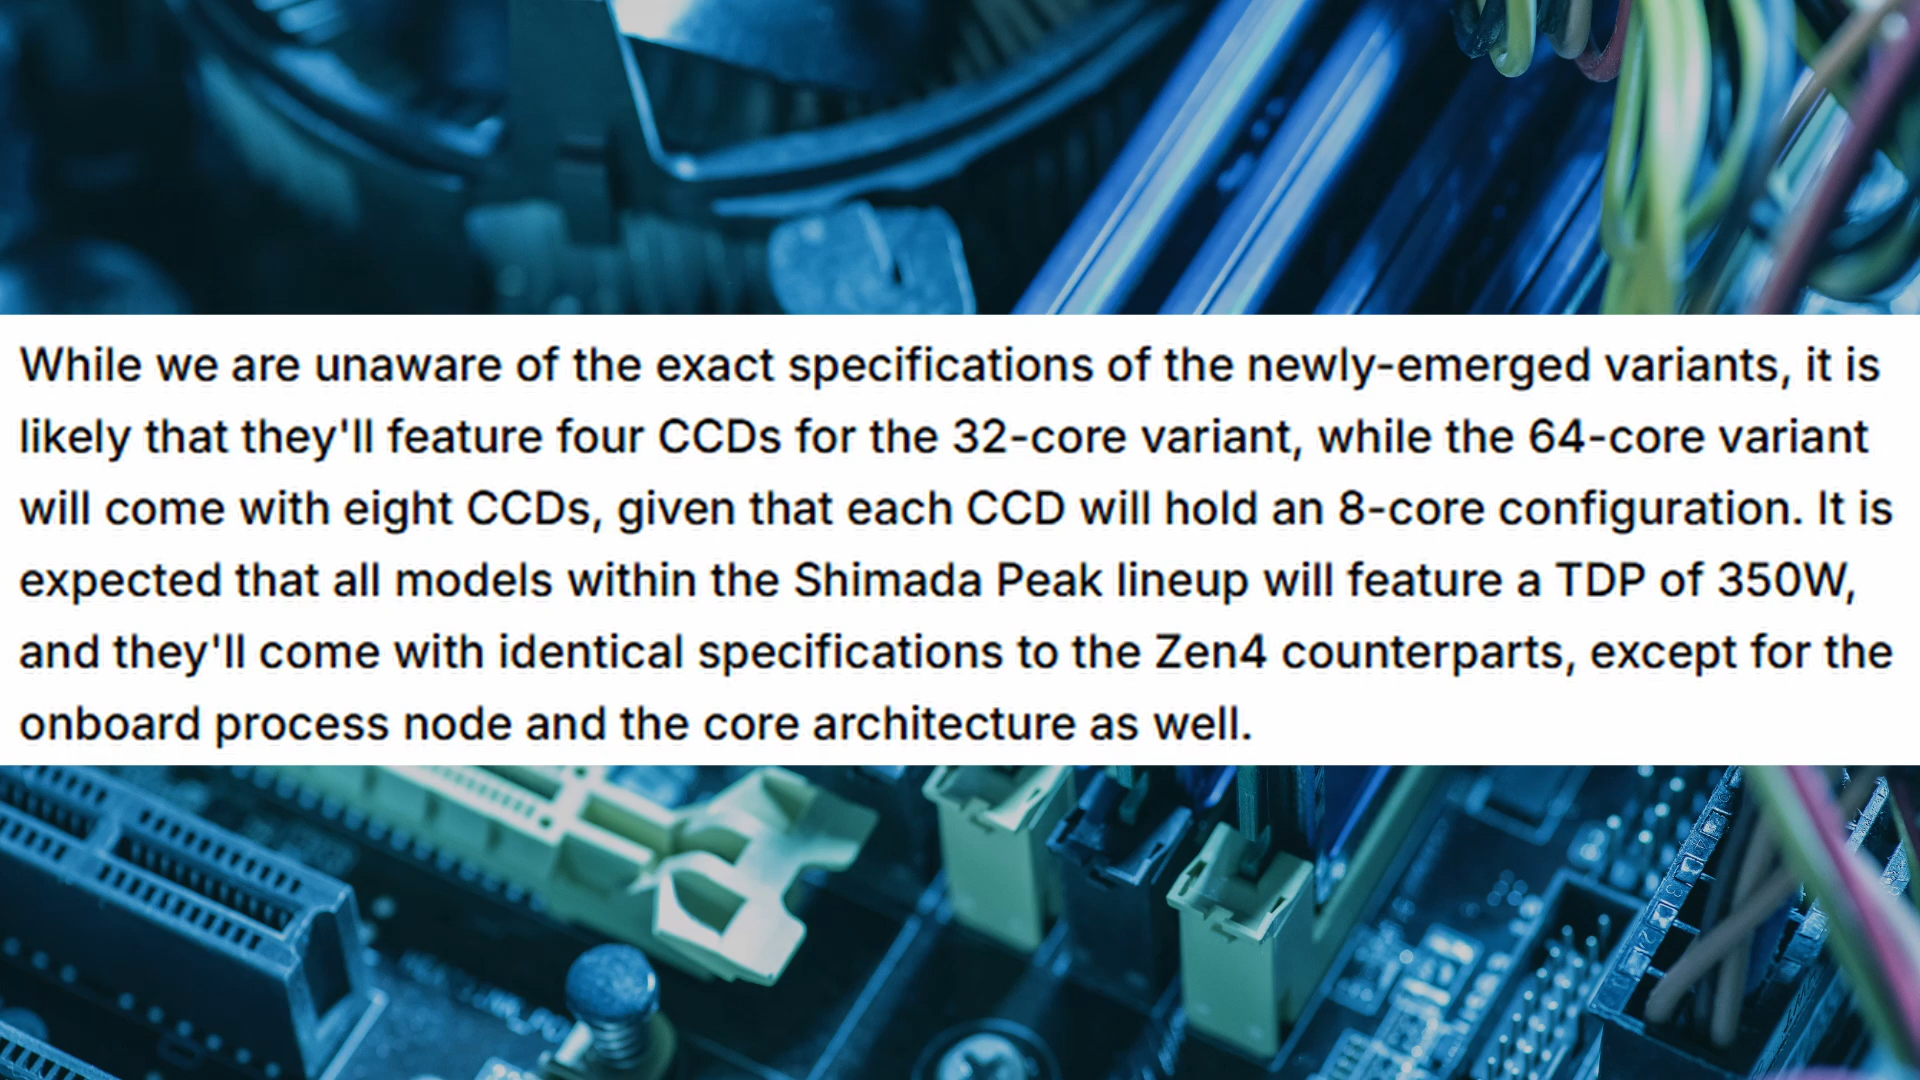 While we are unaware of the exact specifications of the newly-emerged variants, it is
likely that they'll feature four CCDs for the 32-core variant, while the 64-core variant
will come with eight CCDs, given that each CCD will hold an 8-core configuration. It is
expected that all models within the Shimada Peak lineup will feature a TDP of 350W,
and they'll come with identical specifications to the Zen4 counterparts, except for the
onboard process node and the core architecture as well.